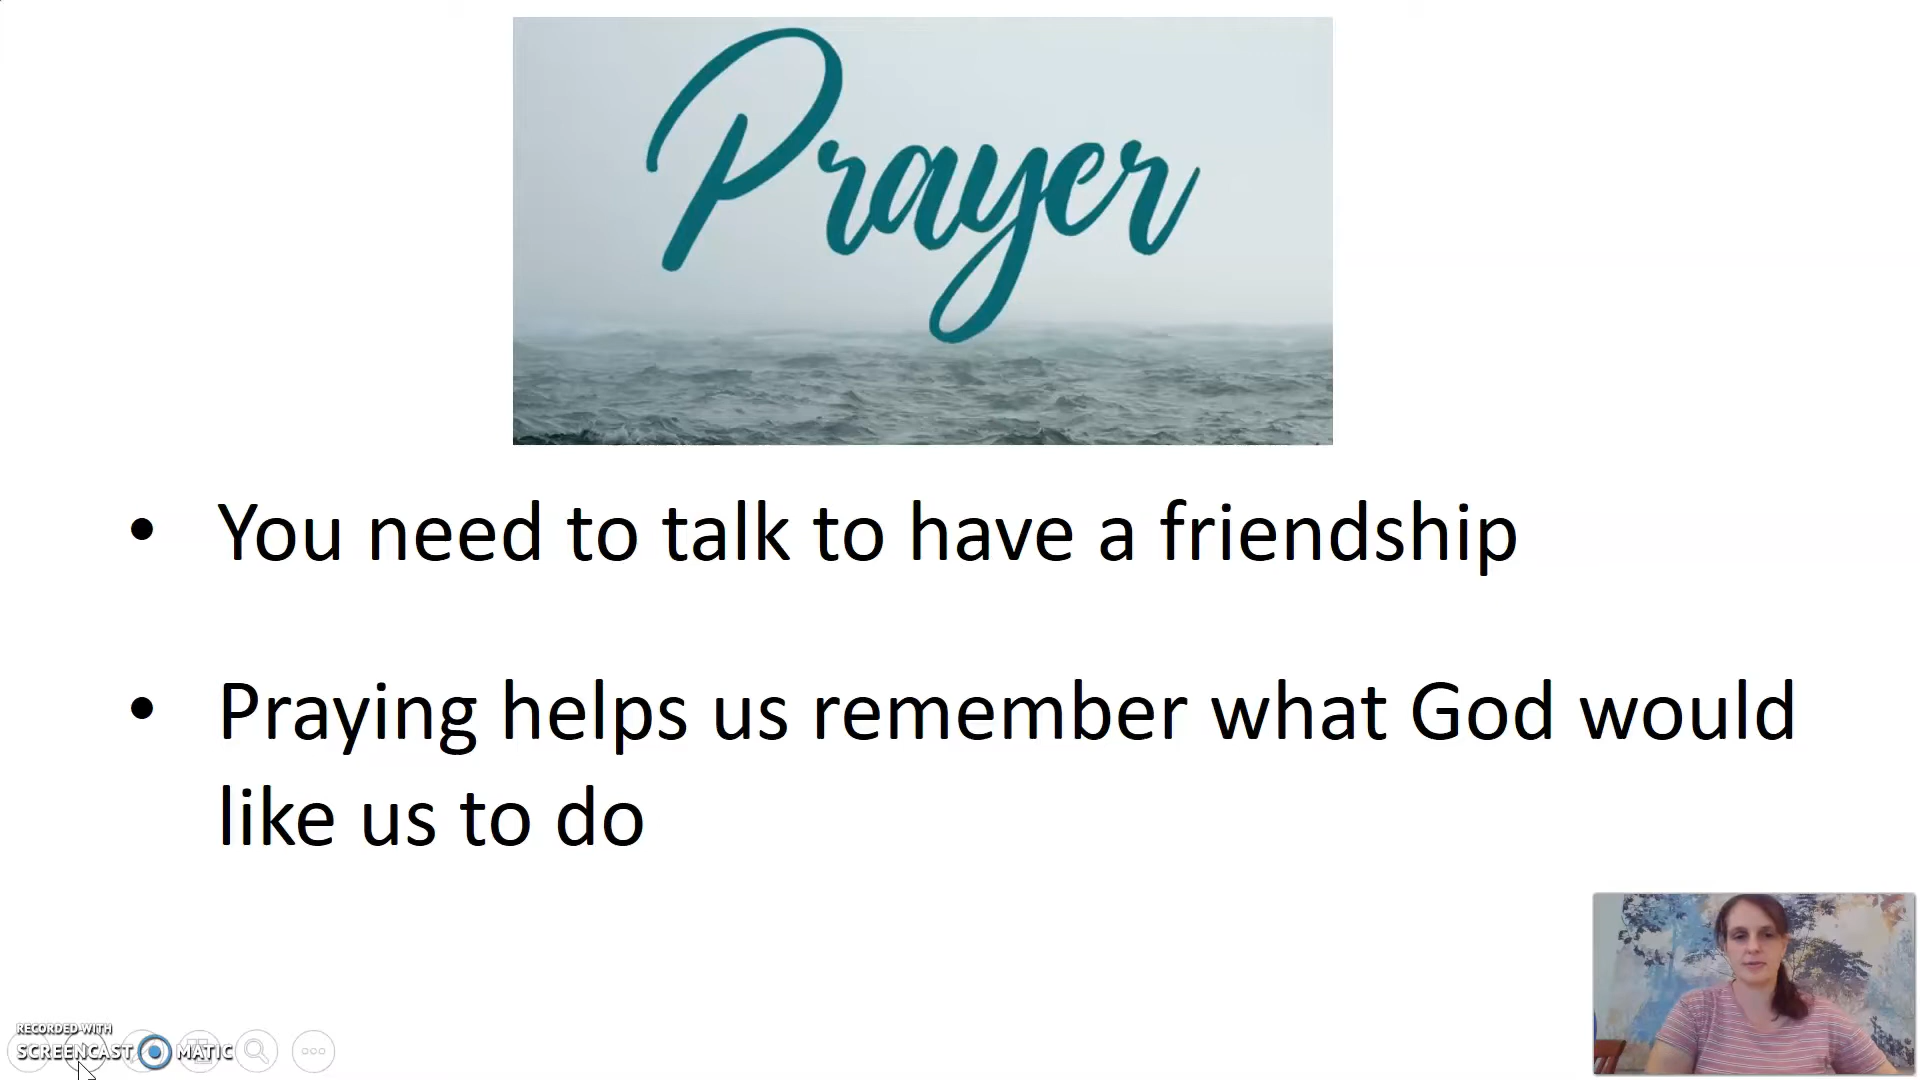 Prayer
• You need to talk to have a friendship
• Praying helps us remember what God would
like us to do
RECORDED WITH
SCREENCAST MATIC